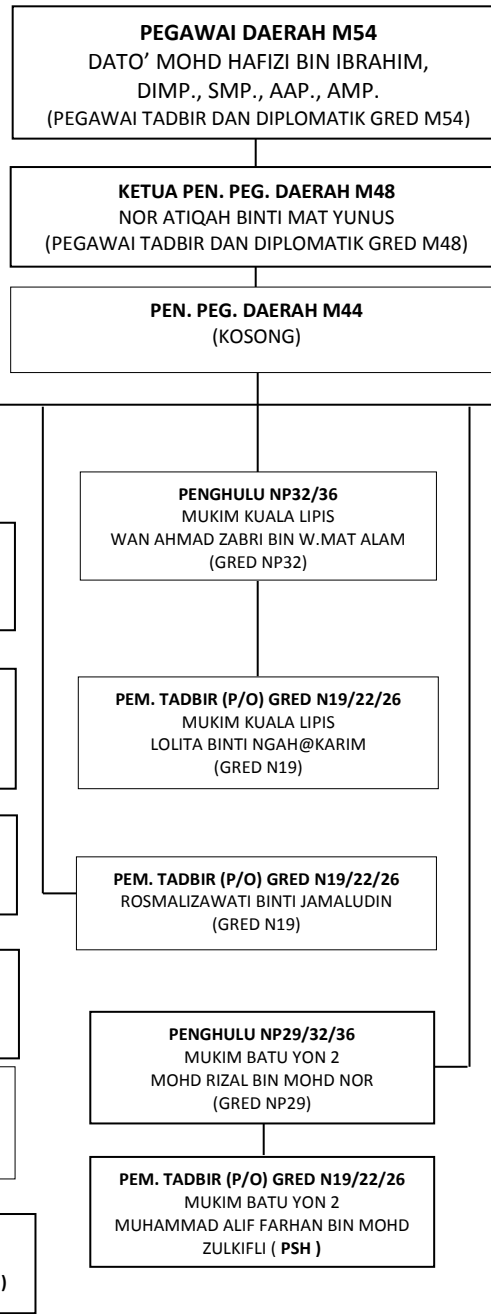 PEGAWAI DAERAH M54
DATO’ MOHD HAFIZI BIN IBRAHIM,
DIMP., SMP., AAP., AMP.
(PEGAWAI TADBIR DAN DIPLOMATIK GRED M54)
KETUA PEN. PEG. DAERAH M48
NOR ATIQAH BINTI MAT YUNUS
(PEGAWAI TADBIR DAN DIPLOMATIK GRED M48)
PEN. PEG. DAERAH M44
(KOSONG)
PENGHULU NP32/36
MUKIM KUALA LIPIS
WAN AHMAD ZABRI BIN W.MAT ALAM
(GRED NP32)
PEM. TADBIR (P/O) GRED N19/22/26
MUKIM KUALA LIPIS
LOLITA BINTI NGAH@KARIM
(GRED N19)
PEM. TADBIR (P/O) GRED N19/22/26
ROSMALIZAWATI BINTI JAMALUDIN
(GRED N19)
PENGHULU NP29/32/36
MUKIM BATU YON 2
MOHD RIZAL BIN MOHD NOR
(GRED NP29)
PEM. TADBIR (P/O) GRED N19/22/26
MUKIM BATU YON 2
MUHAMMAD ALIF FARHAN BIN MOHD
ZULKIFLI ( PSH )
)